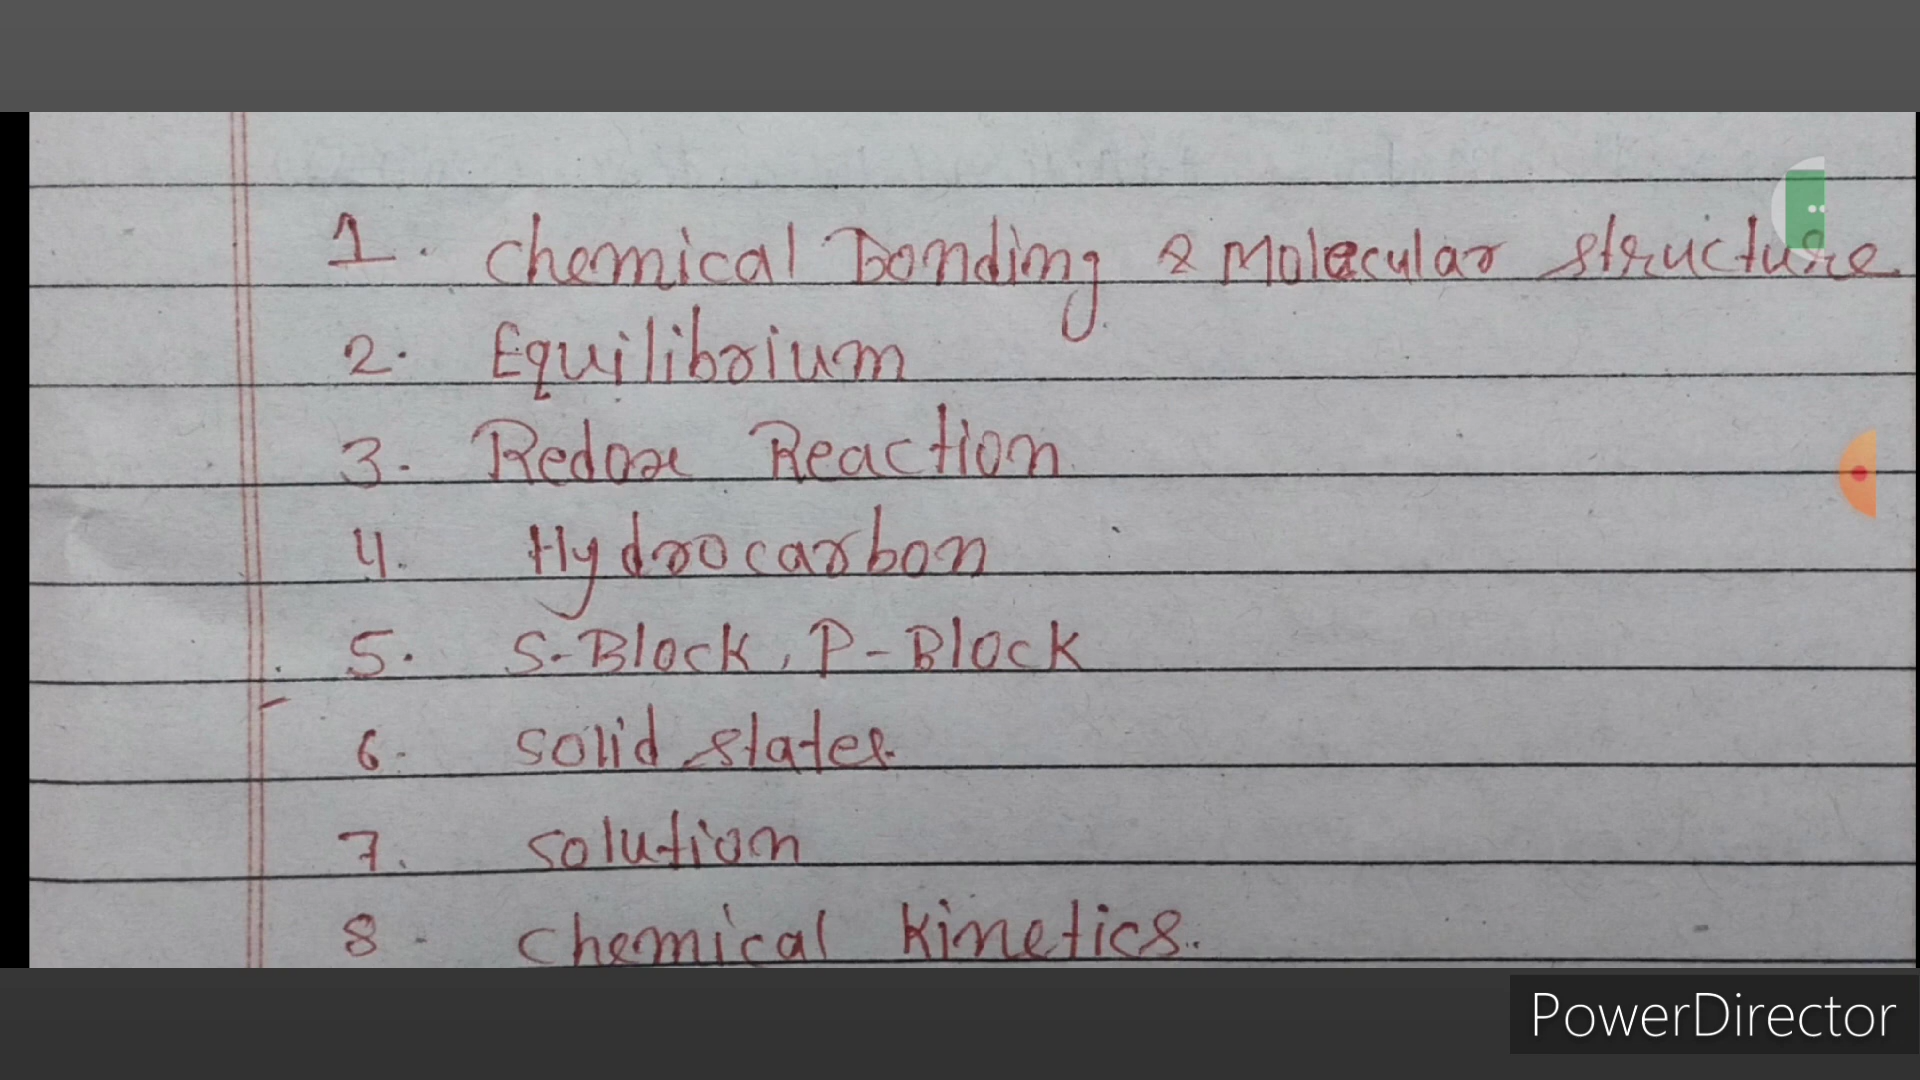 1. Chemical Bonding & Molecular structure
2. Equilibrium
3. Redox Reaction
4. Hydrocarbon
5. S-Block, P-Block
6. Solid states
7. Solution
8. Chemical Kinetics.
PowerDirector